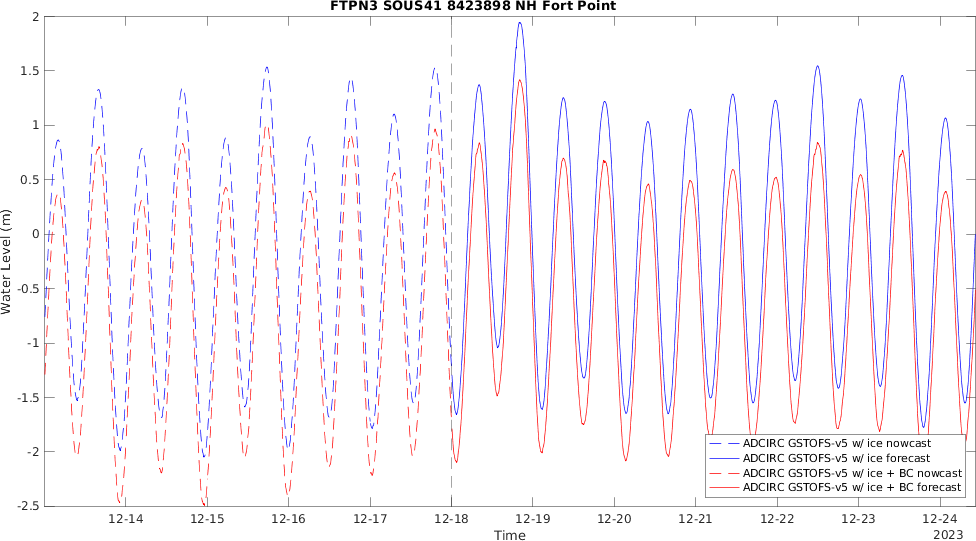 FTPN3 SOUS41 8423898 NH Fort Point
2
1.5
1
0.5
0
-0.5
-1
-1.5
-2
-2.5
Water Level (m)
12-14 12-15 12-16 12-17 12-18 12-19 12-20 12-21 12-22 12-23 12-24
Time
2023
ADCIRC GSTOFS-v5 w/ ice nowcast
ADCIRC GSTOFS-v5 w/ ice forecast
ADCIRC GSTOFS-v5 w/ ice + BC nowcast
ADCIRC GSTOFS-v5 w/ ice + BC forecast